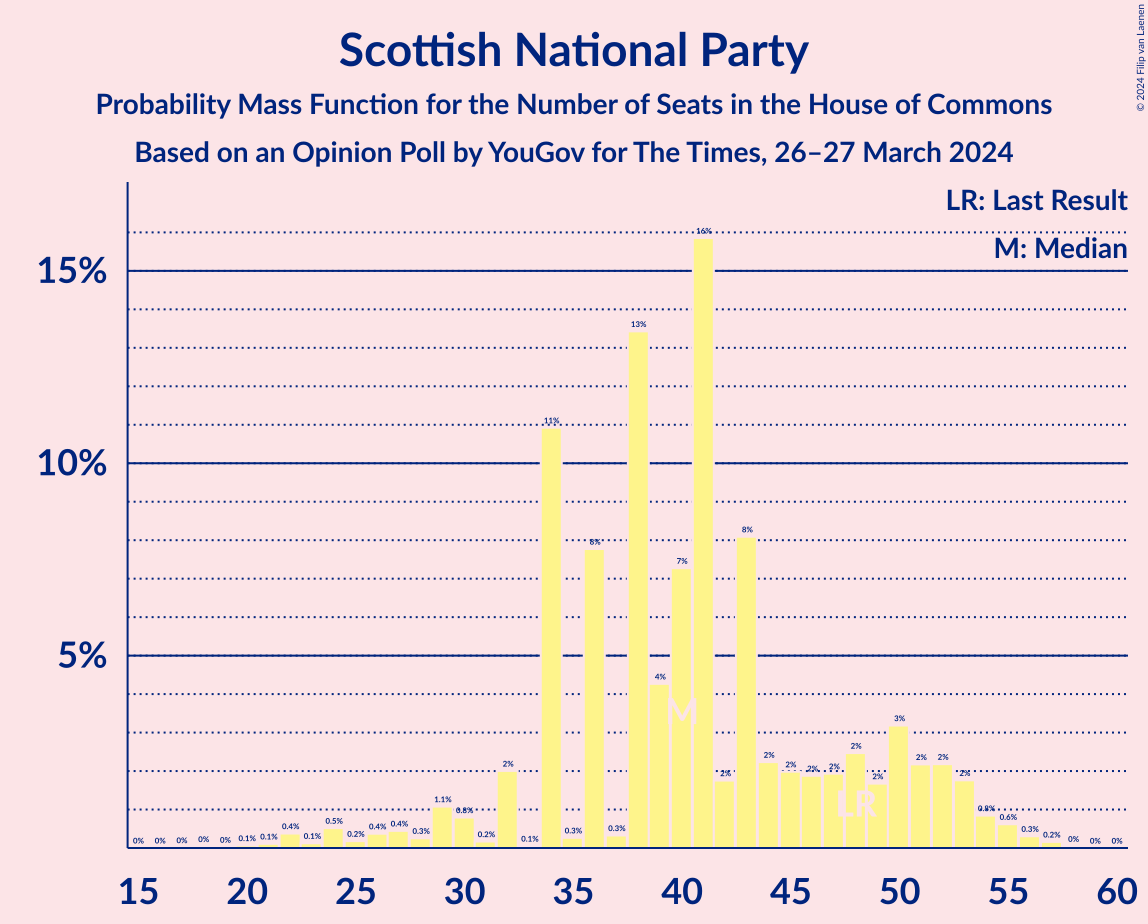 Scottish National Party
Probability Mass Function for the Number of Seats in the House of Commons
Based on an Opinion Poll by YouGov for The Times, 26–27 March 2024
© 2024 Filip van Laenen
LR: Last Result
M: Median
15%
10%
5%
0% 0% 0% 0% 0% 0.1% 0.1% 0.4% 0.1% 0.5% 0.2% 0.4% 0.4% 0.3% 1.1% 0.8% 0.2% 2% 0.1% 11% 0.3% 8% 0.3% 13% 4% 7% 16% 2% 8% 2% 2% 2% 2% 2% 2% 3% 2% 2% 2% 0.8% 0.6% 0.3% 0.2% 0% 0% 0%
M
LR
15 20 25 30 35 40 45 50 55 60